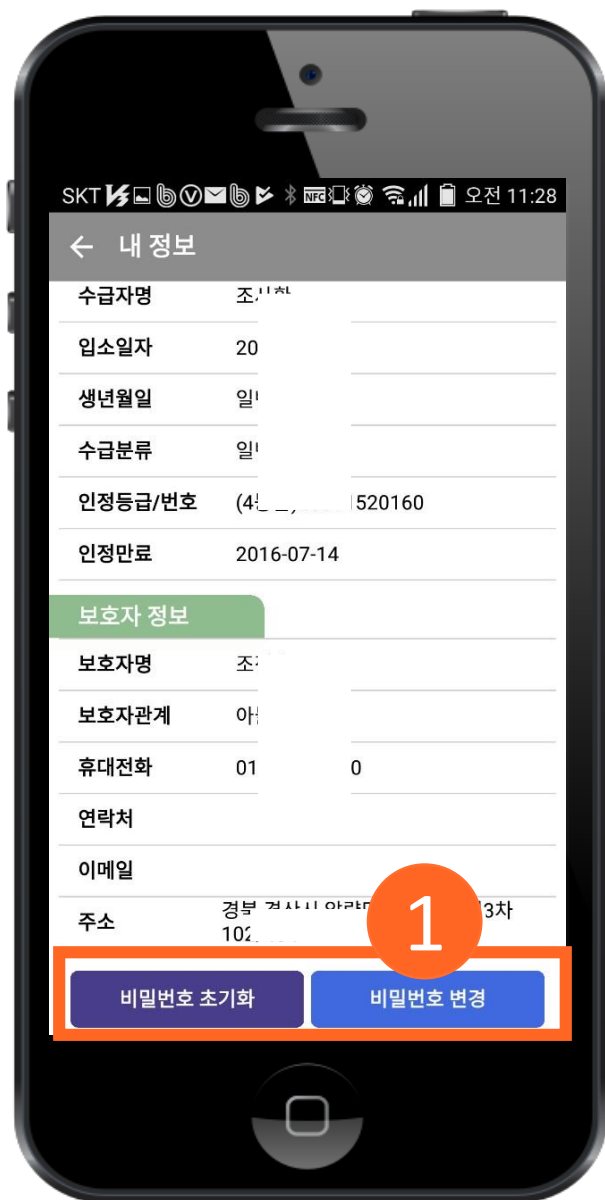 SKT 오전 11:28
← 내 정보
수급자명 조
입소일자 20
생년월일
수급분류
인정등급/번호 (4 520160
인정만료 2016-07-14
보호자 정보
보호자명
보호자관계
휴대전화 01 0
연락처
이메일
주소 경북 3차
102
1
비밀번호 초기화 비밀번호 변경